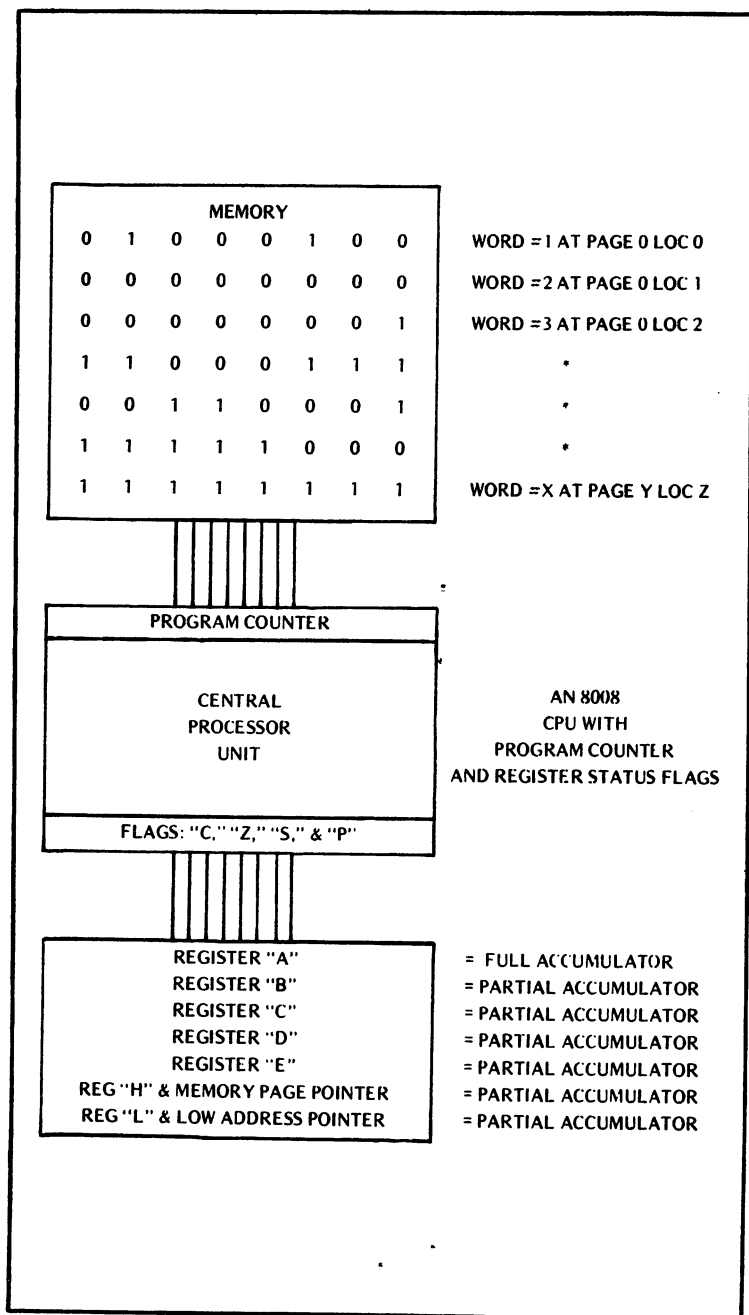 MEMORY
0 1 0 0 0 1 0 0 WORD =1 AT PAGE 0 LOC 0
0 0 0 0 0 0 0 0 WORD =2 AT PAGE 0 LOC 1
0 0 0 0 0 0 0 1 WORD =3 AT PAGE 0 LOC 2
1 1 0 0 0 1 1 1 *
0 0 1 1 0 0 0 1 *
1 1 1 1 1 0 0 0 *
1 1 1 1 1 1 1 1 WORD =X AT PAGE Y LOC Z
PROGRAM COUNTER
CENTRAL
PROCESSOR
UNIT
AN 8008
CPU WITH
PROGRAM COUNTER
AND REGISTER STATUS FLAGS
FLAGS: "C," "Z," "S," & "P"
REGISTER "A" = FULL ACCUMULATOR
REGISTER "B" = PARTIAL ACCUMULATOR
REGISTER "C" = PARTIAL ACCUMULATOR
REGISTER "D" = PARTIAL ACCUMULATOR
REGISTER "E" = PARTIAL ACCUMULATOR
REG "H" & MEMORY PAGE POINTER = PARTIAL ACCUMULATOR
REG "L" & LOW ADDRESS POINTER = PARTIAL ACCUMULATOR